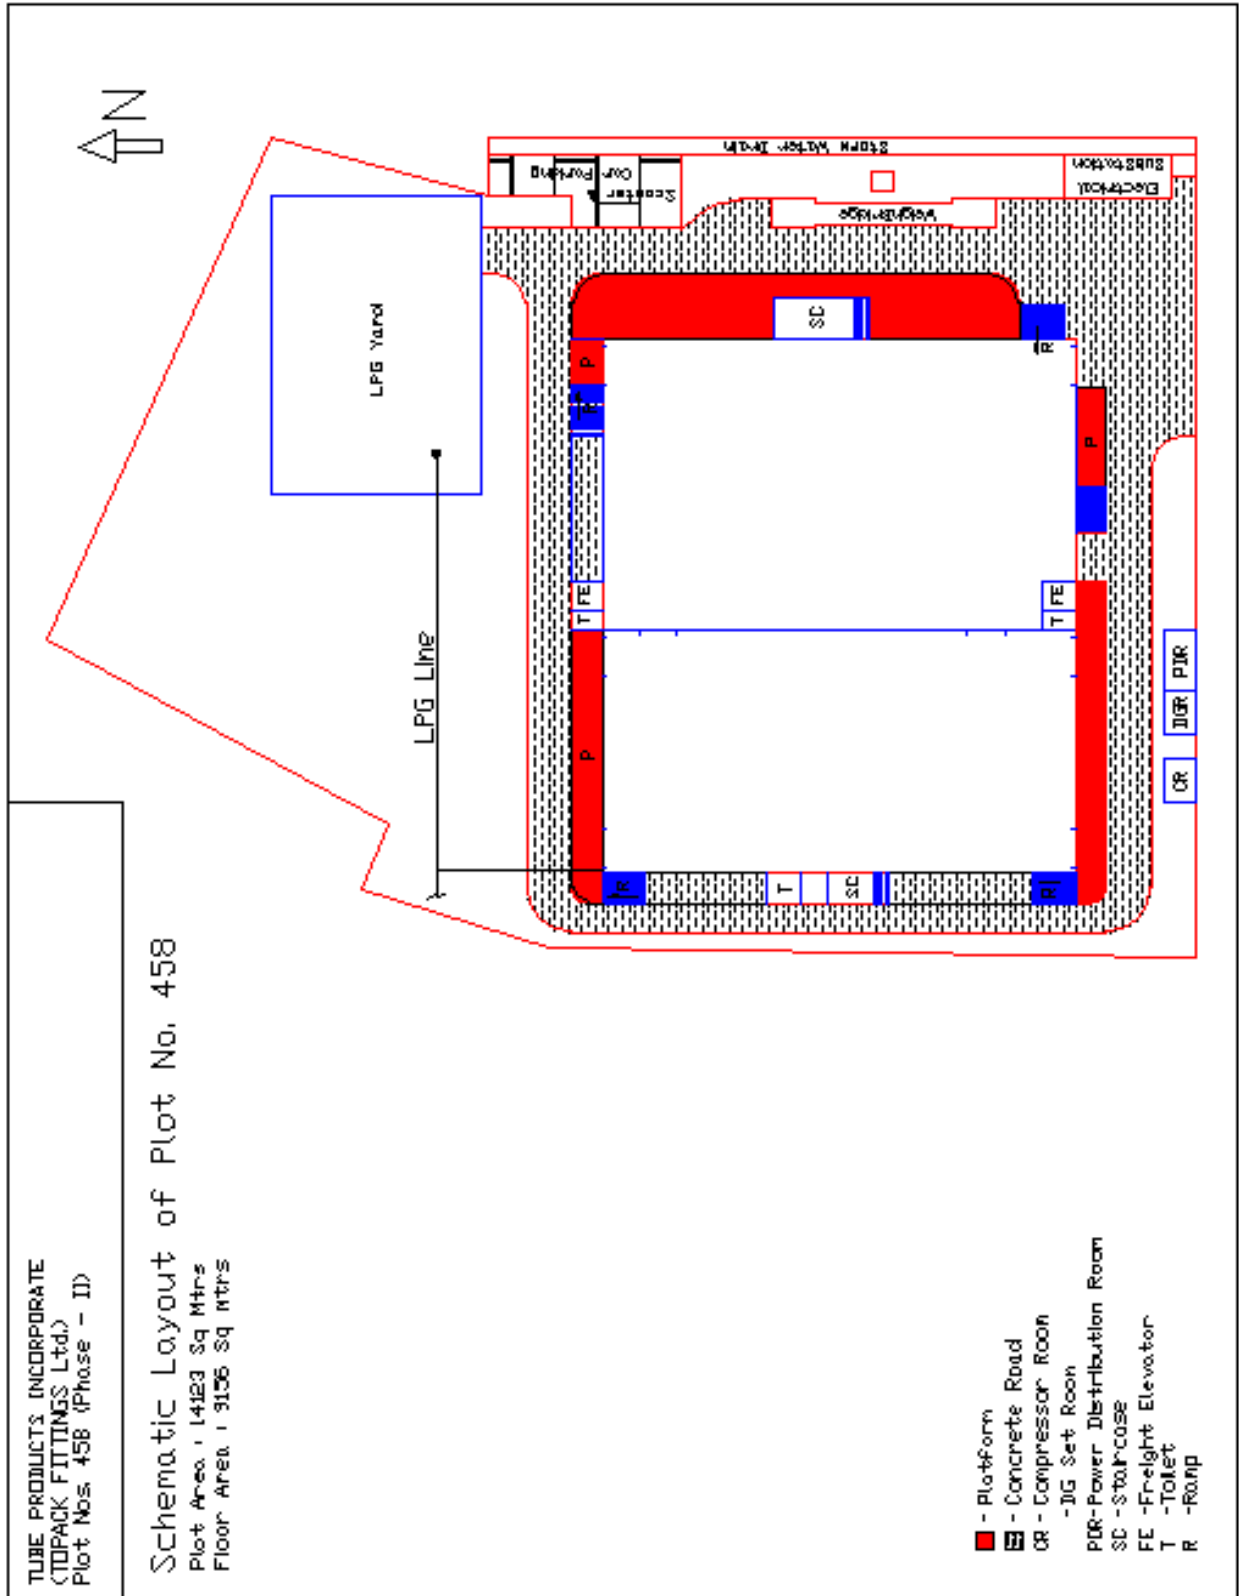 TUBE PRODUCTS INCORPORATE
(TOPACK FITTINGS Ltd.)
Plot Nos. 458 (Phase - II)
Schematic Layout of Plot No. 458
Plot Area : 14123 Sq Mtrs
Floor Area : 9156 Sq Mtrs
N
LPG Yard
LPG Line
Storm Water Drain
Car Parking
Scooter
WeighBridge
Electrical
SubStation
SC
P
R
R
P
T FE
T FE
P
R
T
SC
R
CR
DGR
PDR
- Platform
- Concrete Road
CR - Compressor Room
- DG Set Room
PDR-Power Distribution Room
SC - Staircase
FE -Freight Elevator
T -Toilet
R -Ramp